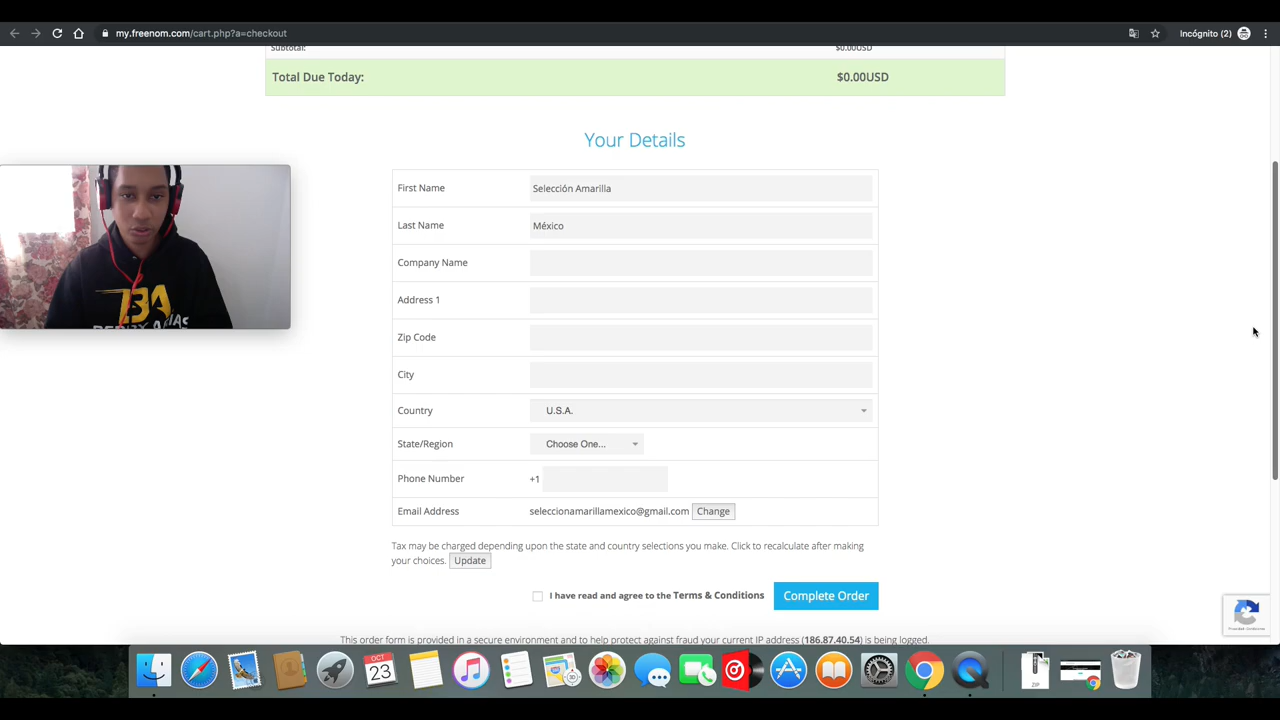 my.freenom.com/cart.php?a=checkout
Incógnito (2)
Subtotal: $0.00USD
Total Due Today: $0.00USD
Your Details
First Name Selección Amarilla
Last Name México
Company Name
Address 1
Zip Code
City
Country U.S.A.
State/Region Choose One...
Phone Number +1
Email Address seleccionamarillamexico@gmail.com Change
Tax may be charged depending upon the state and country selections you make. Click to recalculate after making
your choices. Update
I have read and agree to the Terms & Conditions Complete Order
This order form is provided in a secure environment and to help protect against fraud your current IP address (186.87.40.54) is being logged.
OCT
23
ZIP